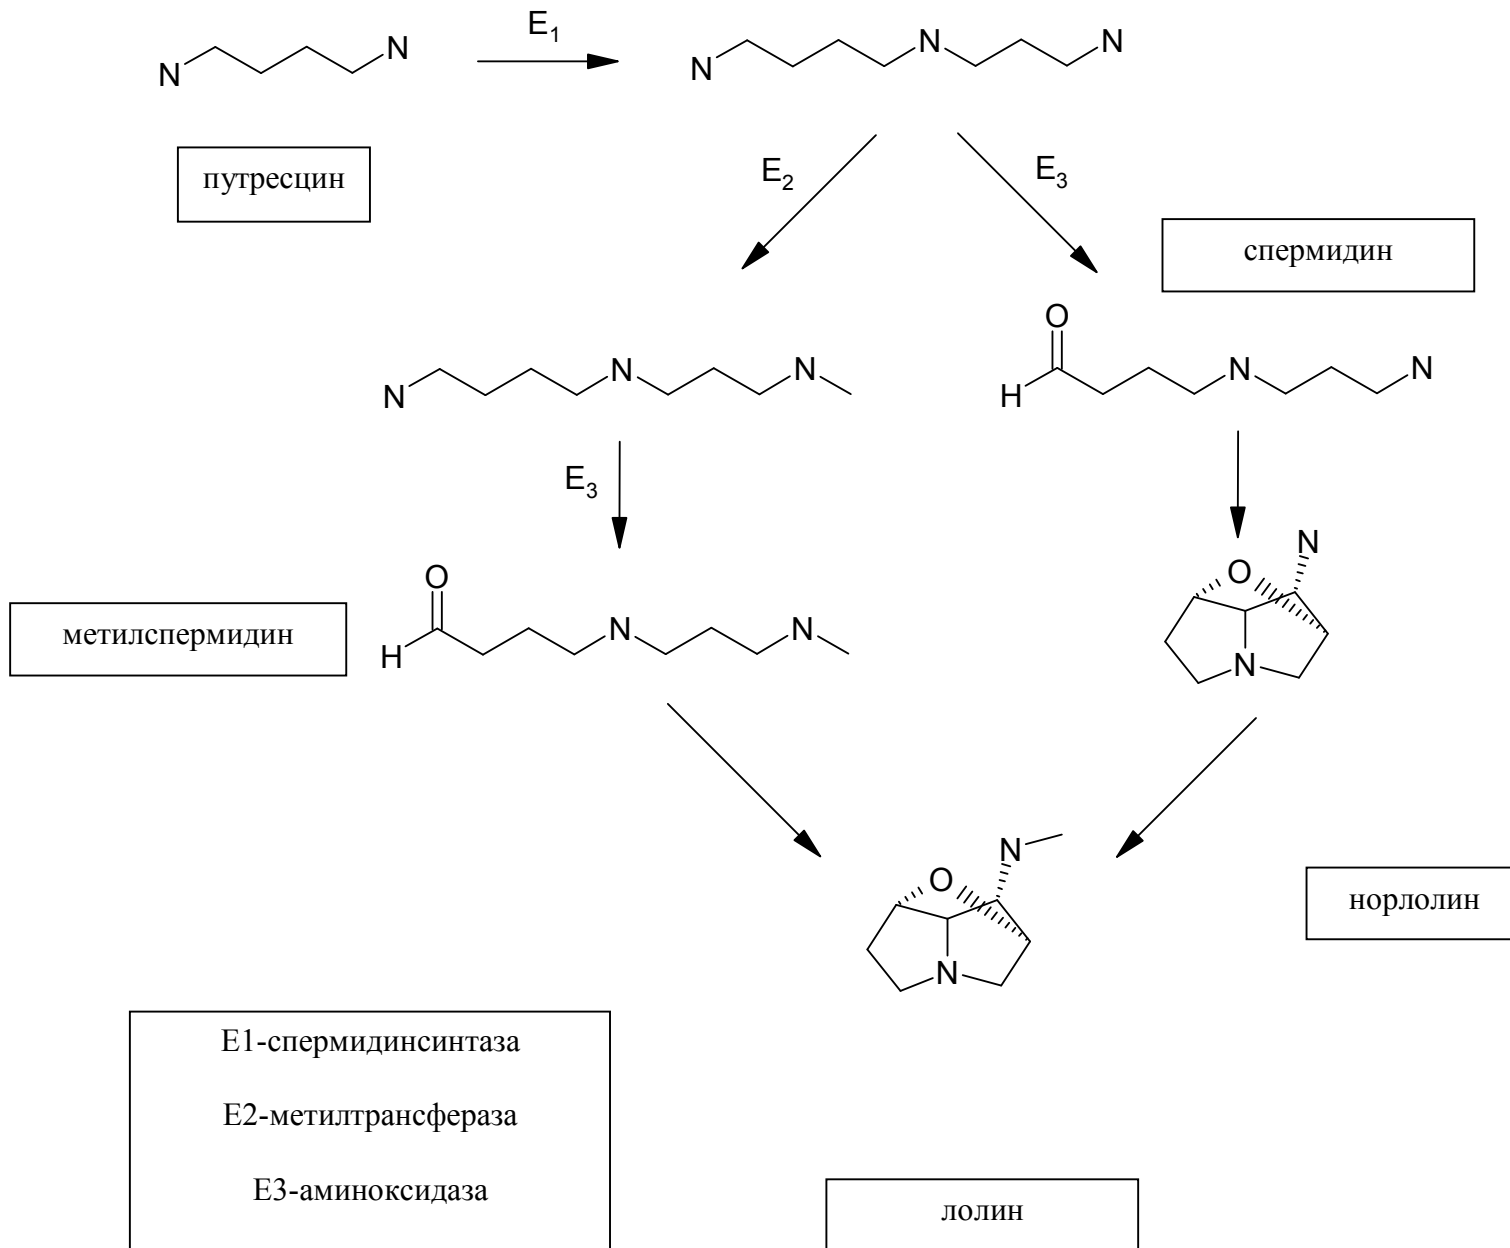 N
N
E1
N
N
N
путресцин
E2
E3
спермидин
N
N
N
O
H
N
N
E3
O
H
N
N
метилспермидин
N
O
N
N
O
N
норлолин
E1-спермидинсинтаза
E2-метилтрансфераза
E3-аминоксидаза
лолин